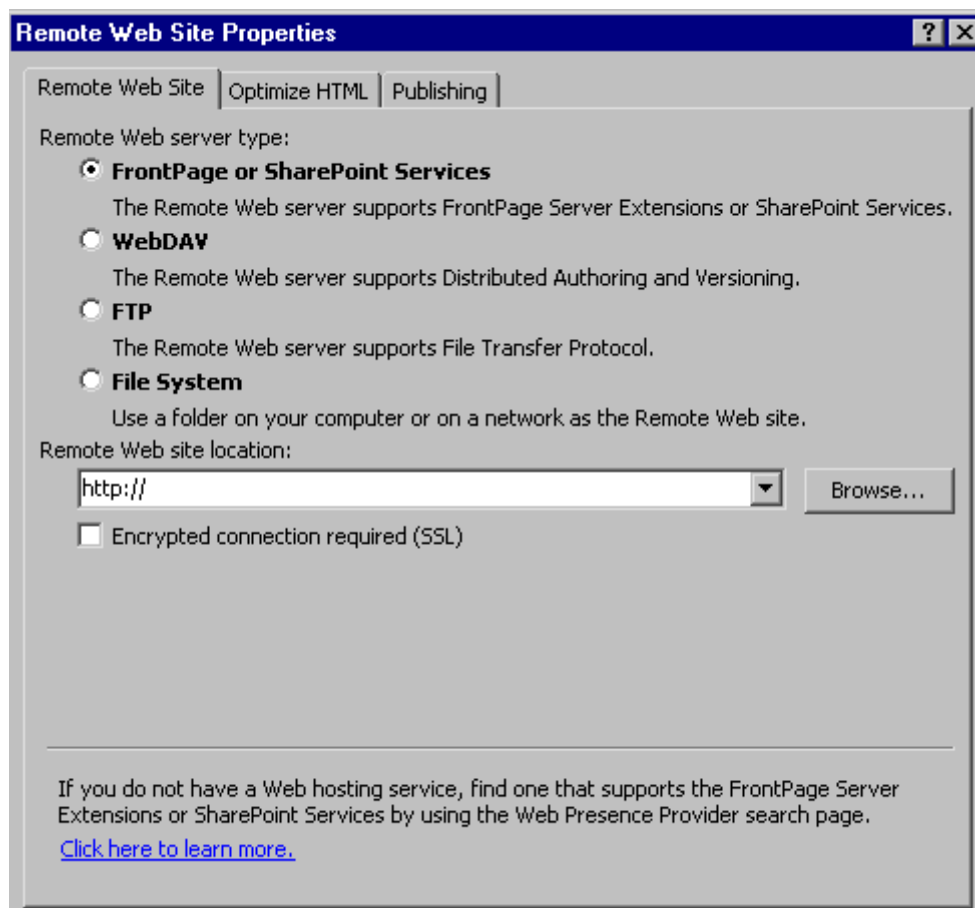 Remote Web Site Properties
Remote Web Site Optimize HTML Publishing
Remote Web server type:
FrontPage or SharePoint Services
The Remote Web server supports FrontPage Server Extensions or SharePoint Services.
WebDAV
The Remote Web server supports Distributed Authoring and Versioning.
FTP
The Remote Web server supports File Transfer Protocol.
File System
Use a folder on your computer or on a network as the Remote Web site.
Remote Web site location:
http:// Browse...
Encrypted connection required (SSL)
If you do not have a Web hosting service, find one that supports the FrontPage Server
Extensions or SharePoint Services by using the Web Presence Provider search page.
Click here to learn more.